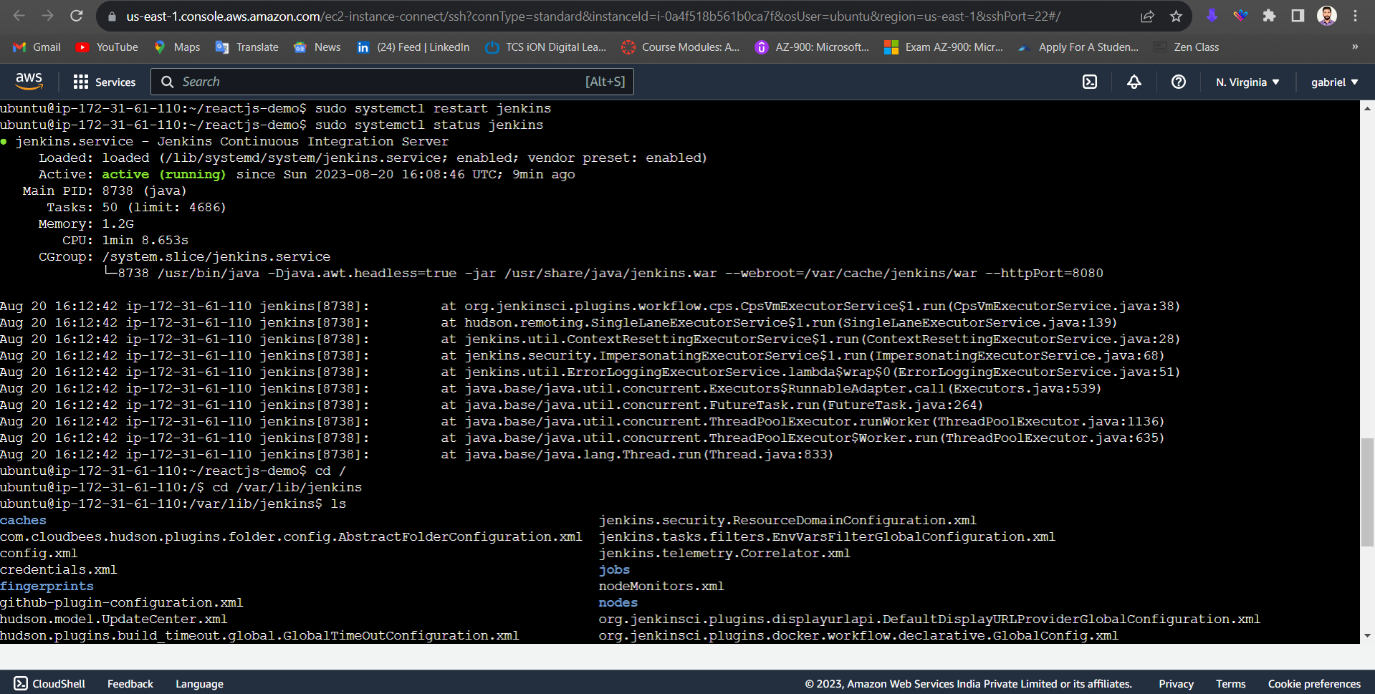 us-east-1.console.aws.amazon.com/ec2-instance-connect/ssh?connType=standard&instanceId=i-0a4f518b561b0ca7f&osUser=ubuntu&region=us-east-1&sshPort=22#/
Gmail YouTube Maps Translate News (24) Feed | LinkedIn TCS iON Digital Lea... Course Modules: A... AZ-900: Microsoft... Exam AZ-900: Micr... Apply For A Studen... Zen Class »
aws Services Search [Alt+S] N. Virginia ▼ gabriel ▼
ubuntu@ip-172-31-61-110:~/reactjs-demo$ sudo systemctl restart jenkins
ubuntu@ip-172-31-61-110:~/reactjs-demo$ sudo systemctl status jenkins
● jenkins.service - Jenkins Continuous Integration Server
Loaded: loaded (/lib/systemd/system/jenkins.service; enabled; vendor preset: enabled)
Active: active (running) since Sun 2023-08-20 16:08:46 UTC; 9min ago
Main PID: 8738 (java)
Tasks: 50 (limit: 4686)
Memory: 1.2G
CPU: 1min 8.653s
CGroup: /system.slice/jenkins.service
└─8738 /usr/bin/java -Djava.awt.headless=true -jar /usr/share/java/jenkins.war --webroot=/var/cache/jenkins/war --httpPort=8080
Aug 20 16:12:42 ip-172-31-61-110 jenkins[8738]: at org.jenkinsci.plugins.workflow.cps.CpsVmExecutorService$1.run(CpsVmExecutorService.java:38)
Aug 20 16:12:42 ip-172-31-61-110 jenkins[8738]: at hudson.remoting.SingleLaneExecutorService$1.run(SingleLaneExecutorService.java:139)
Aug 20 16:12:42 ip-172-31-61-110 jenkins[8738]: at jenkins.util.ContextResettingExecutorService$1.run(ContextResettingExecutorService.java:28)
Aug 20 16:12:42 ip-172-31-61-110 jenkins[8738]: at jenkins.security.ImpersonatingExecutorService$1.run(ImpersonatingExecutorService.java:68)
Aug 20 16:12:42 ip-172-31-61-110 jenkins[8738]: at jenkins.util.ErrorLoggingExecutorService.lambda$wrap$0(ErrorLoggingExecutorService.java:51)
Aug 20 16:12:42 ip-172-31-61-110 jenkins[8738]: at java.base/java.util.concurrent.Executors$RunnableAdapter.call(Executors.java:539)
Aug 20 16:12:42 ip-172-31-61-110 jenkins[8738]: at java.base/java.util.concurrent.FutureTask.run(FutureTask.java:264)
Aug 20 16:12:42 ip-172-31-61-110 jenkins[8738]: at java.base/java.util.concurrent.ThreadPoolExecutor.runWorker(ThreadPoolExecutor.java:1136)
Aug 20 16:12:42 ip-172-31-61-110 jenkins[8738]: at java.base/java.util.concurrent.ThreadPoolExecutor$Worker.run(ThreadPoolExecutor.java:635)
Aug 20 16:12:42 ip-172-31-61-110 jenkins[8738]: at java.base/java.lang.Thread.run(Thread.java:833)
ubuntu@ip-172-31-61-110:~/reactjs-demo$ cd /
ubuntu@ip-172-31-61-110:/$ cd /var/lib/jenkins
ubuntu@ip-172-31-61-110:/var/lib/jenkins$ ls
caches jenkins.security.ResourceDomainConfiguration.xml
com.cloudbees.hudson.plugins.folder.config.AbstractFolderConfiguration.xml jenkins.tasks.filters.EnvVarsFilterGlobalConfiguration.xml
config.xml jenkins.telemetry.Correlator.xml
credentials.xml jobs
fingerprints nodeMonitors.xml
github-plugin-configuration.xml nodes
hudson.model.UpdateCenter.xml org.jenkinsci.plugins.displayurlapi.DefaultDisplayURLProviderGlobalConfiguration.xml
hudson.plugins.build_timeout.global.GlobalTimeOutConfiguration.xml org.jenkinsci.plugins.docker.workflow.declarative.GlobalConfig.xml
CloudShell Feedback Language © 2023, Amazon Web Services India Private Limited or its affiliates. Privacy Terms Cookie preferences